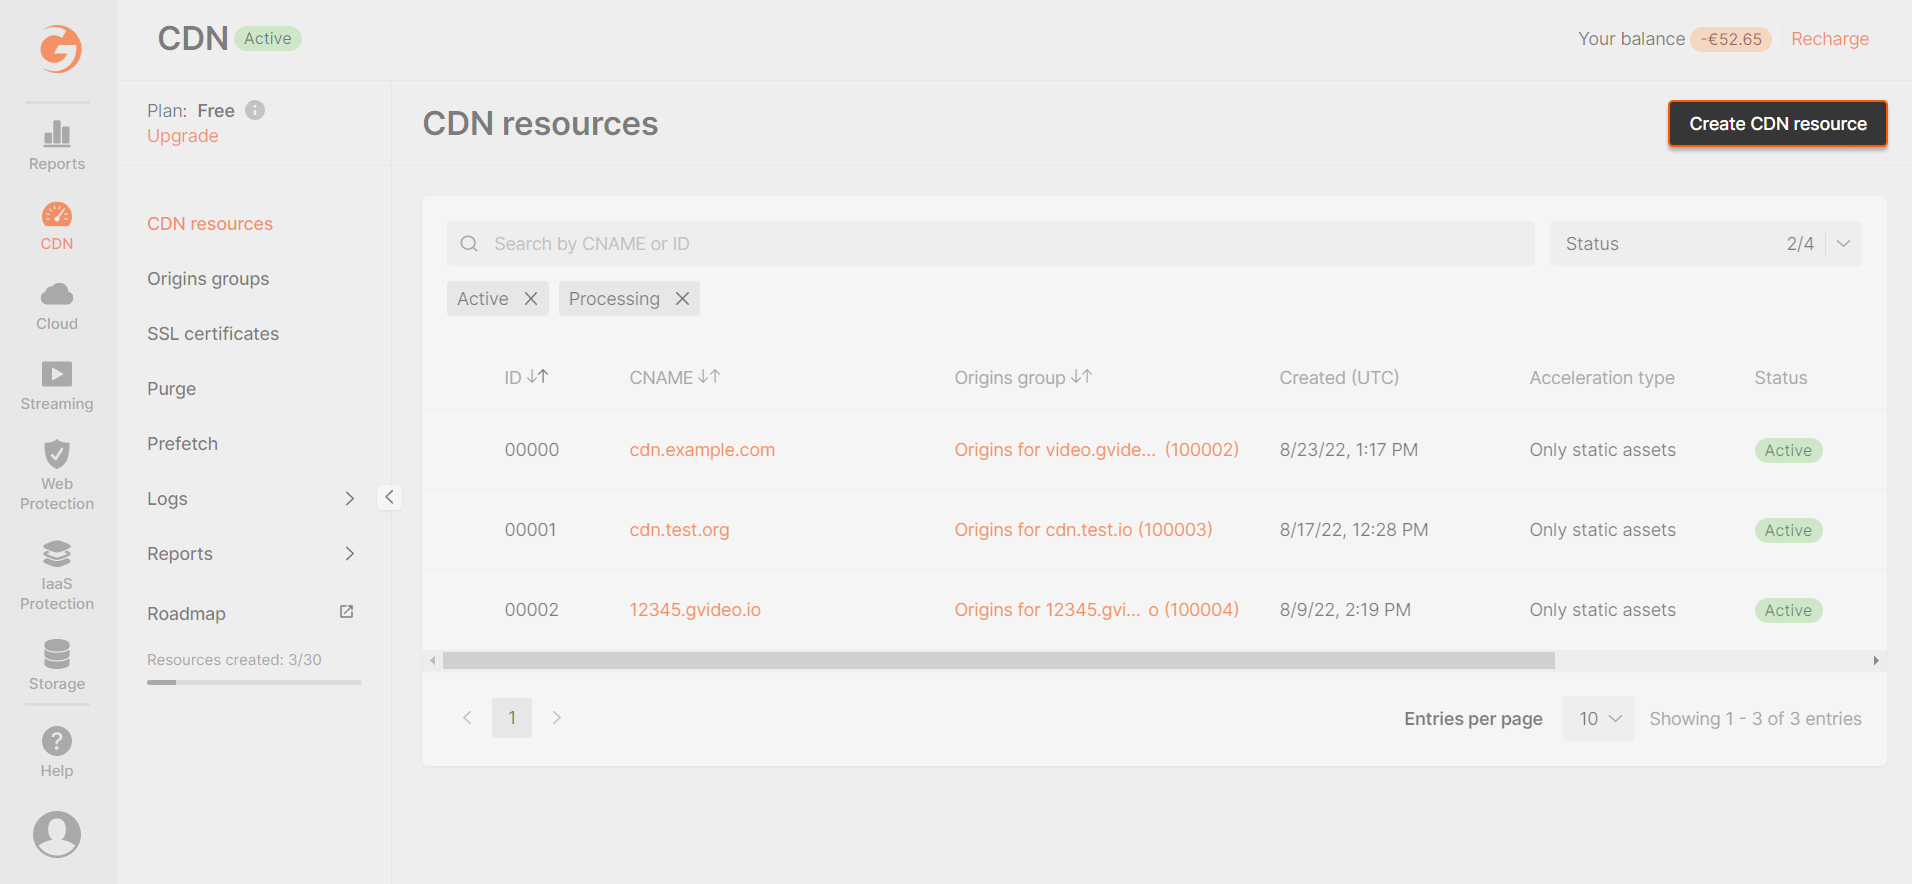 CDN Active
Your balance -€52.65 Recharge
Plan: Free
Upgrade
Reports
CDN
Cloud
Streaming
Web
Protection
IaaS
Protection
Storage
Help
CDN resources
Origins groups
SSL certificates
Purge
Prefetch
Logs
Reports
Roadmap
Resources created: 3/30
CDN resources
Create CDN resource
Search by CNAME or ID
Status 2/4
Active Processing
ID CNAME Origins group Created (UTC) Acceleration type Status
00000 cdn.example.com Origins for video.gvide... (100002) 8/23/22, 1:17 PM Only static assets Active
00001 cdn.test.org Origins for cdn.test.io (100003) 8/17/22, 12:28 PM Only static assets Active
00002 12345.gvideo.io Origins for 12345.gvi... o (100004) 8/9/22, 2:19 PM Only static assets Active
1
Entries per page 10 Showing 1 - 3 of 3 entries